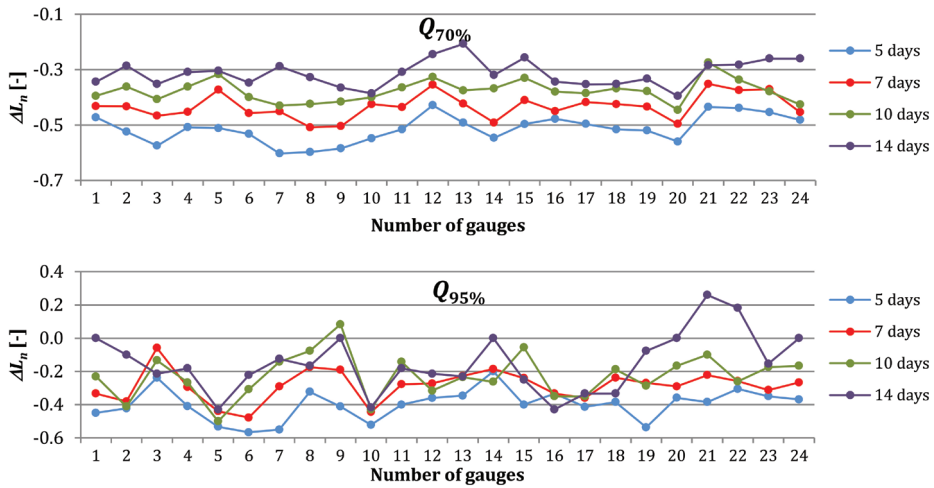 Q70%
-0.1
-0.3
-0.5
-0.7
ΔLn [-]
1 2 3 4 5 6 7 8 9 10 11 12 13 14 15 16 17 18 19 20 21 22 23 24
Number of gauges
5 days
7 days
10 days
14 days
Q95%
0.4
0.2
0.0
-0.2
-0.4
-0.6
ΔLn [-]
1 2 3 4 5 6 7 8 9 10 11 12 13 14 15 16 17 18 19 20 21 22 23 24
Number of gauges
5 days
7 days
10 days
14 days